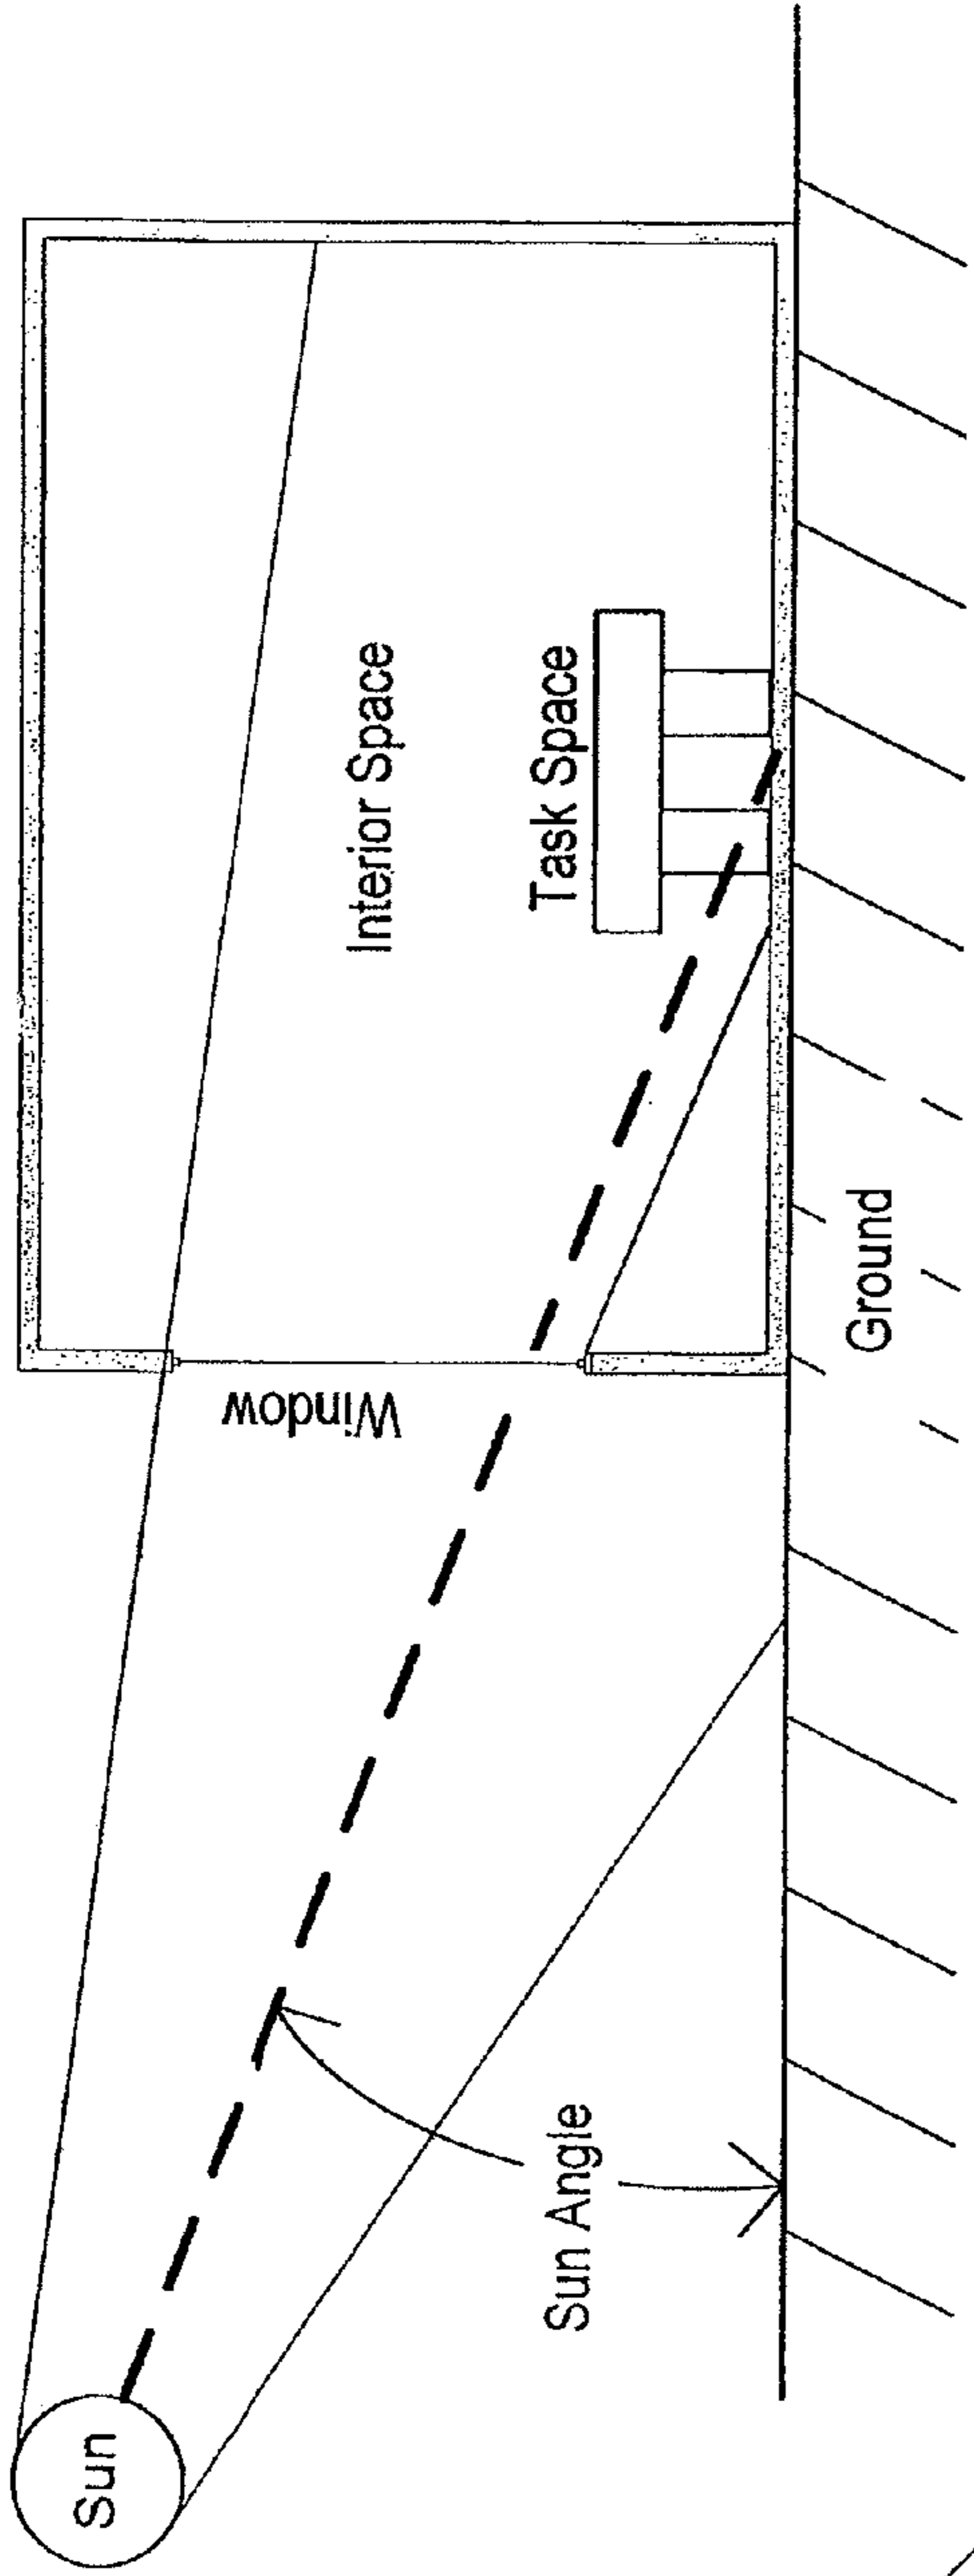 Sun
Sun Angle
Window
Interior Space
Task Space
Ground